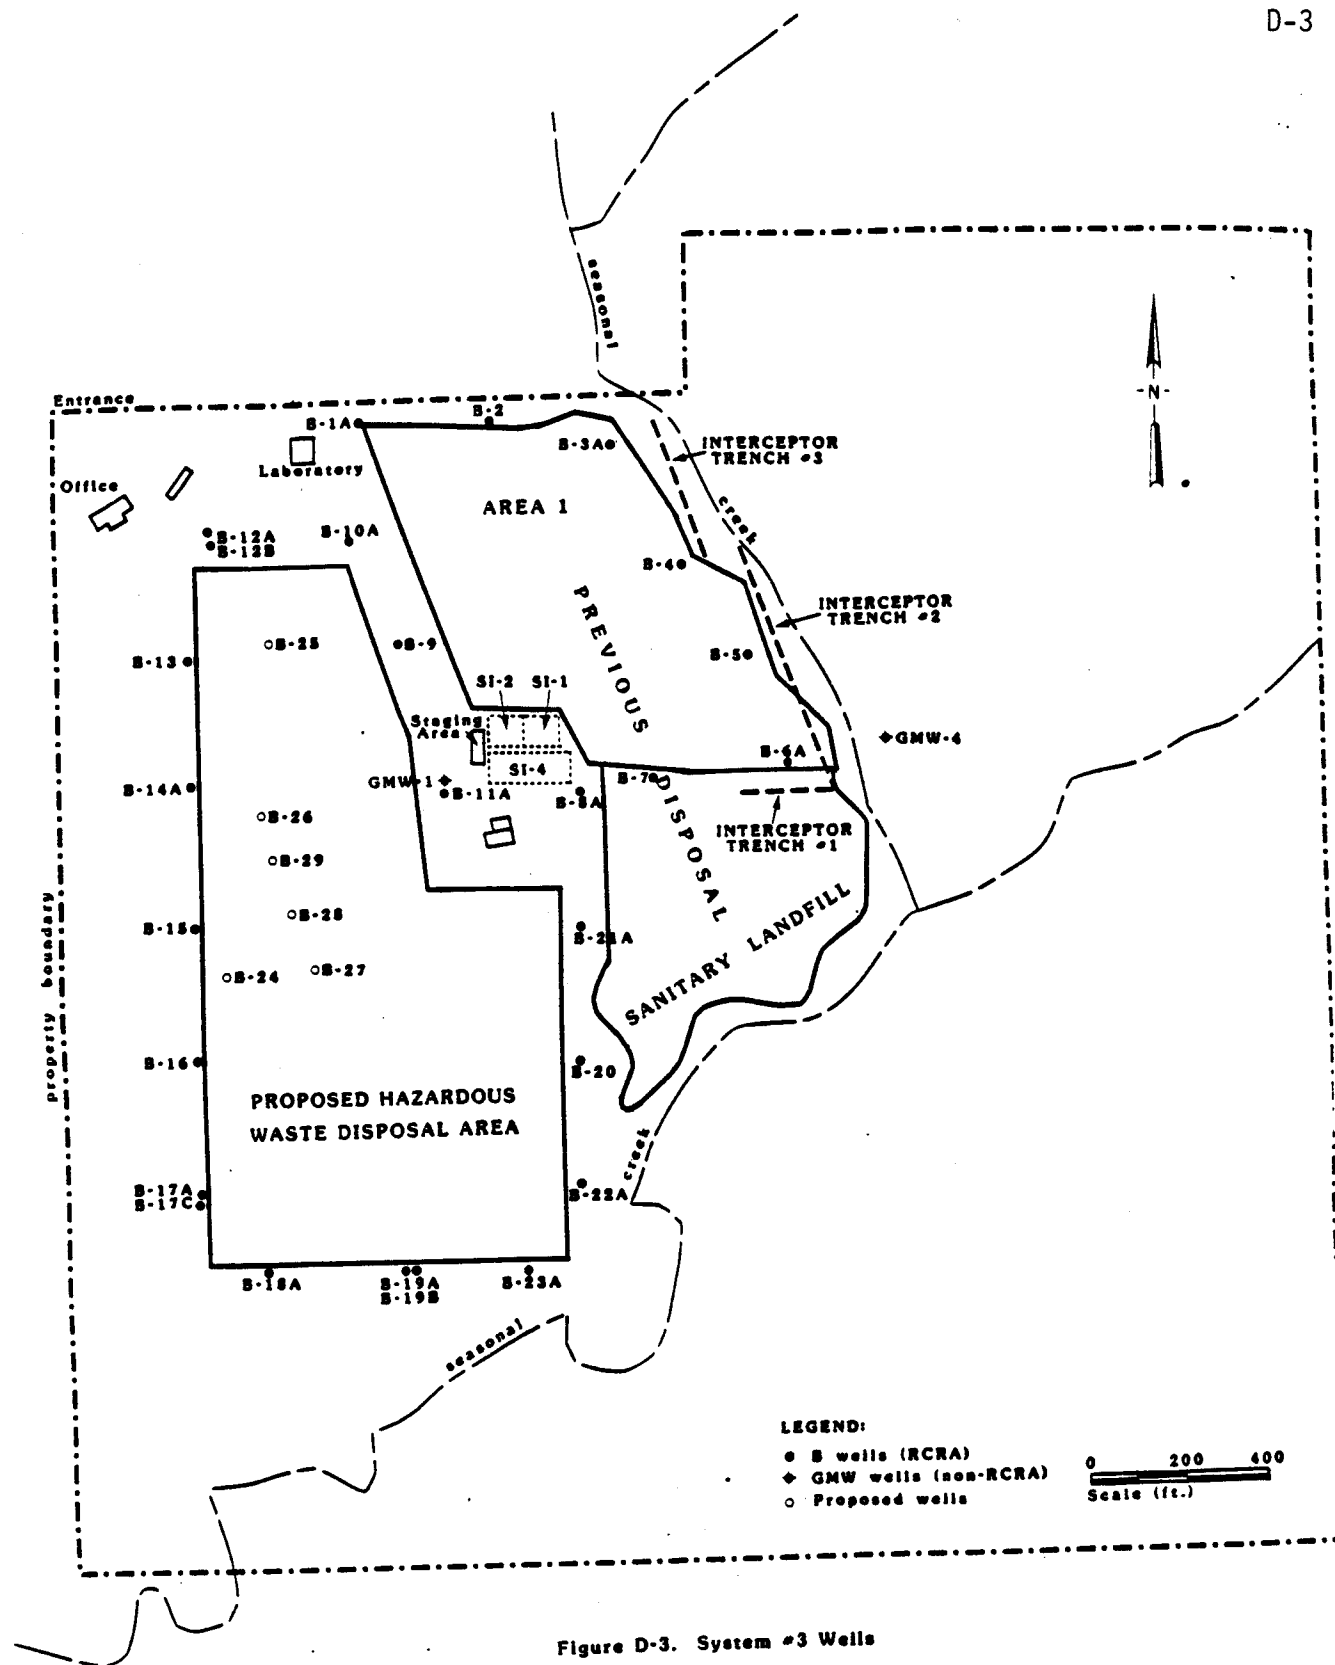 D-3
seasonal
Entrance
B-1A
B-2
B-3A
INTERCEPTOR
TRENCH #3
N
Laboratory
Office
AREA 1
creek
B-12A
B-12B
B-10A
B-4
INTERCEPTOR
TRENCH #2
PREVIOUS
B-25
B-9
B-13
B-5
SI-2
SI-1
Staging
Area
GMW-4
B-6A
SI-4
GMW-1
B-7
B-14A
B-11A
B-8A
DISPOSAL
B-26
INTERCEPTOR
TRENCH #1
B-29
B-28
SANITARY LANDFILL
B-15
B-21A
B-24
B-27
property boundary
B-16
B-20
PROPOSED HAZARDOUS
WASTE DISPOSAL AREA
creek
B-17A
B-17C
B-22A
B-18A
B-19A
B-19B
B-23A
seasonal
LEGEND:
B wells (RCRA)
GMW wells (non-RCRA)
Proposed wells
0 200 400
Scale (ft.)
Figure D-3. System #3 Wells